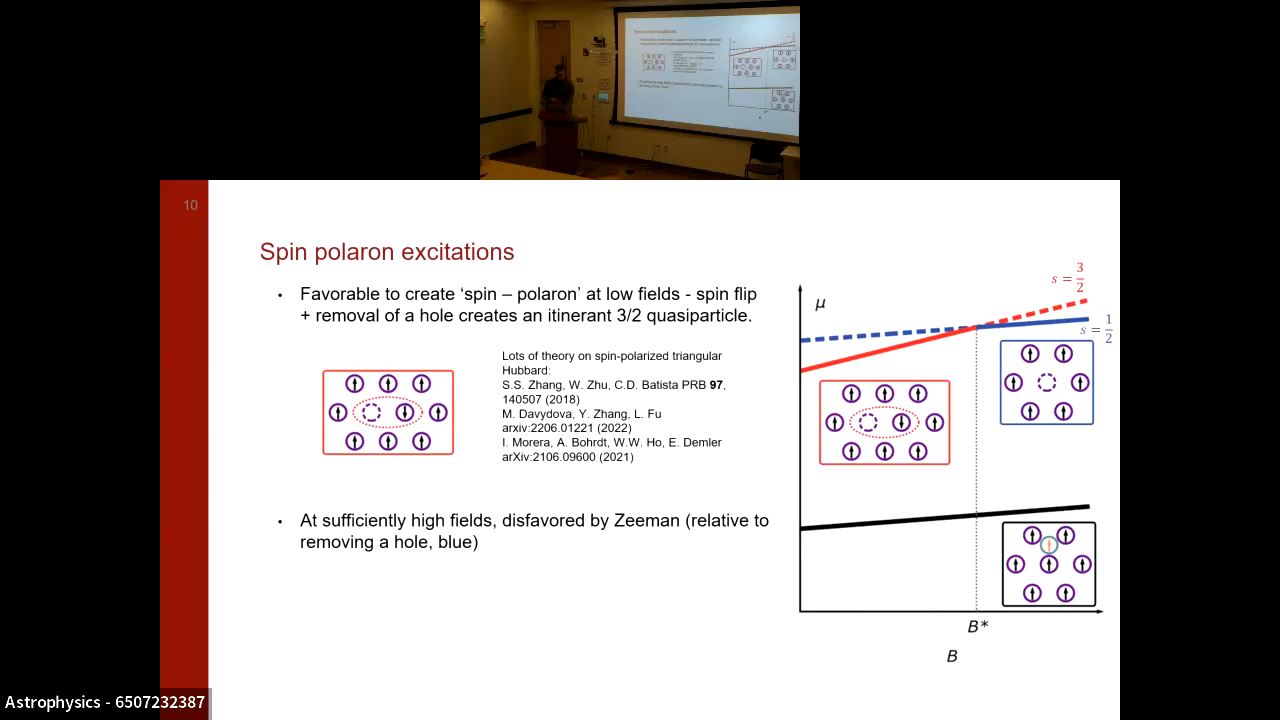 10
Spin polaron excitations
• Favorable to create ‘spin – polaron’ at low fields - spin flip
+ removal of a hole creates an itinerant 3/2 quasiparticle.
Lots of theory on spin-polarized triangular
Hubbard:
S.S. Zhang, W. Zhu, C.D. Batista PRB 97,
140507 (2018)
M. Davydova, Y. Zhang, L. Fu
arxiv:2206.01221 (2022)
I. Morera, A. Bohrdt, W.W. Ho, E. Demler
arXiv:2106.09600 (2021)
• At sufficiently high fields, disfavored by Zeeman (relative to
removing a hole, blue)
μ
s = 3/2
s = 1/2
B*
B
Astrophysics - 6507232387